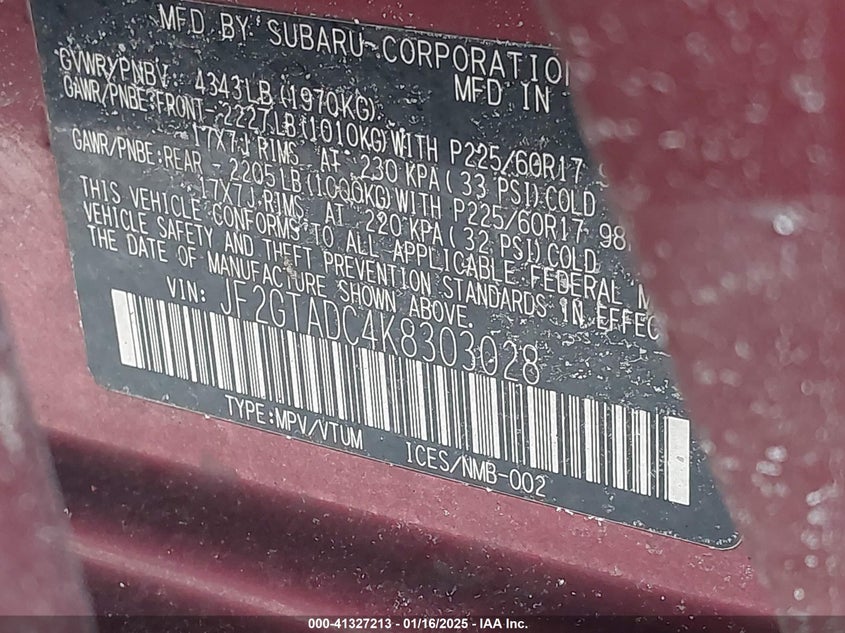 MFD BY SUBARU CORPORATION
MFD IN
GVWR/PNBV: 4343LB(1970KG)
GAWR/PNBE:FRONT-2227LB(1010KG)WITH P225/60R17
17X7J RIMS AT 230 KPA(33 PSI)COLD
GAWR/PNBE:REAR - 2205LB(1000KG)WITH P225/60R17 98
17X7J RIMS AT 220 KPA(32 PSI)COLD
THIS VEHICLE CONFORMS TO ALL APPLICABLE FEDERAL M
VEHICLE SAFETY AND THEFT PREVENTION STANDARDS IN EFFEC
THE DATE OF MANUFACTURE SHOWN ABOVE.
VIN: JF2GTADC4K8303028
TYPE:MPV/VTUM
ICES/NMB-002
000-41327213 - 01/16/2025 - IAA Inc.